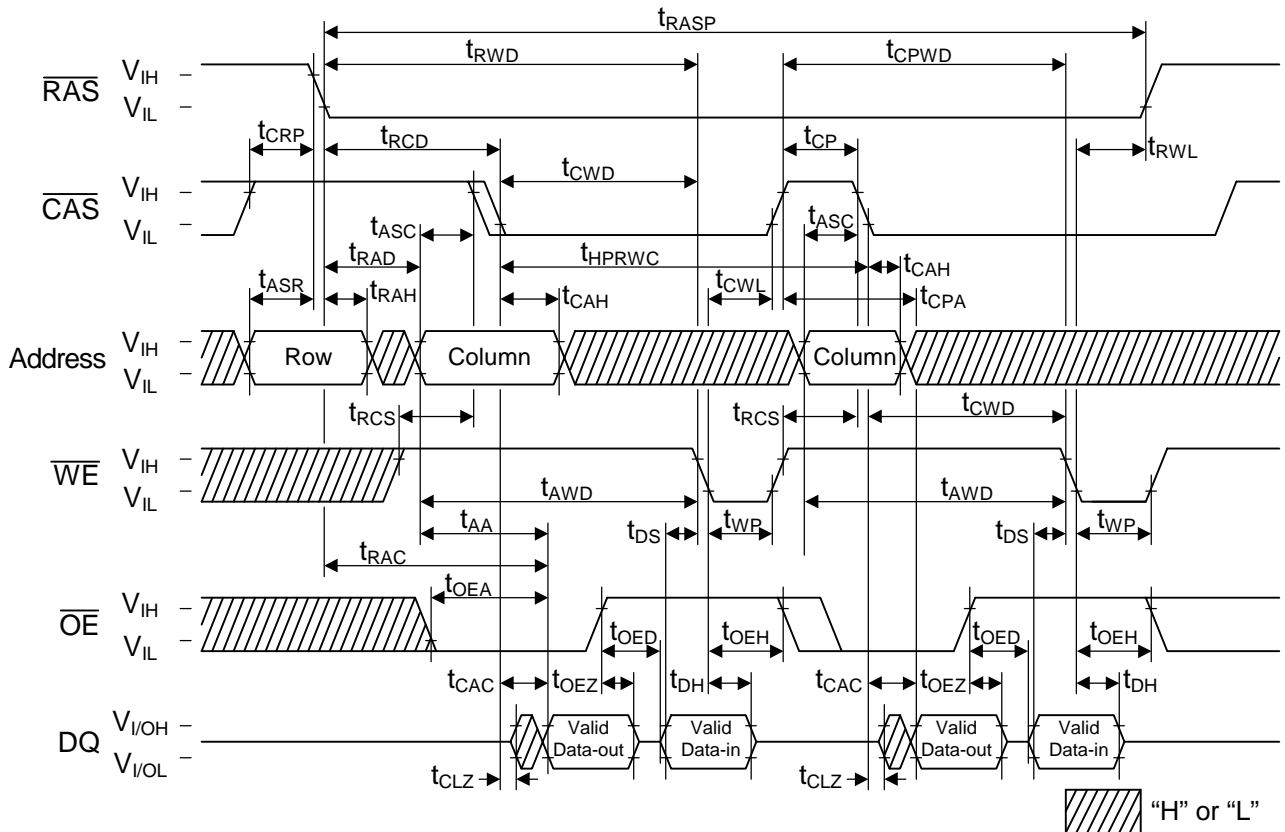 tRASP
tRWD tCPWD
RAS VIH
VIL
tCRP tRCD tCP tRWL
CAS VIH
VIL
tCWD
tASC tASC
tRAD tHPRWC tCAH
tASR tRAH tCAH tCWL tCPA
Address VIH
VIL
Row Column Column
tRCS tRCS tCWD
WE VIH
VIL
tAWD tAWD
tAA tDS tWP tDS tWP
tRAC
tOEA
OE VIH
VIL
tOED tOEH tOED tOEH
tCAC tOEZ tDH tCAC tOEZ tDH
DQ VI/OH
VI/OL
Valid Data-out Valid Data-in Valid Data-out Valid Data-in
tCLZ tCLZ
“H” or “L”